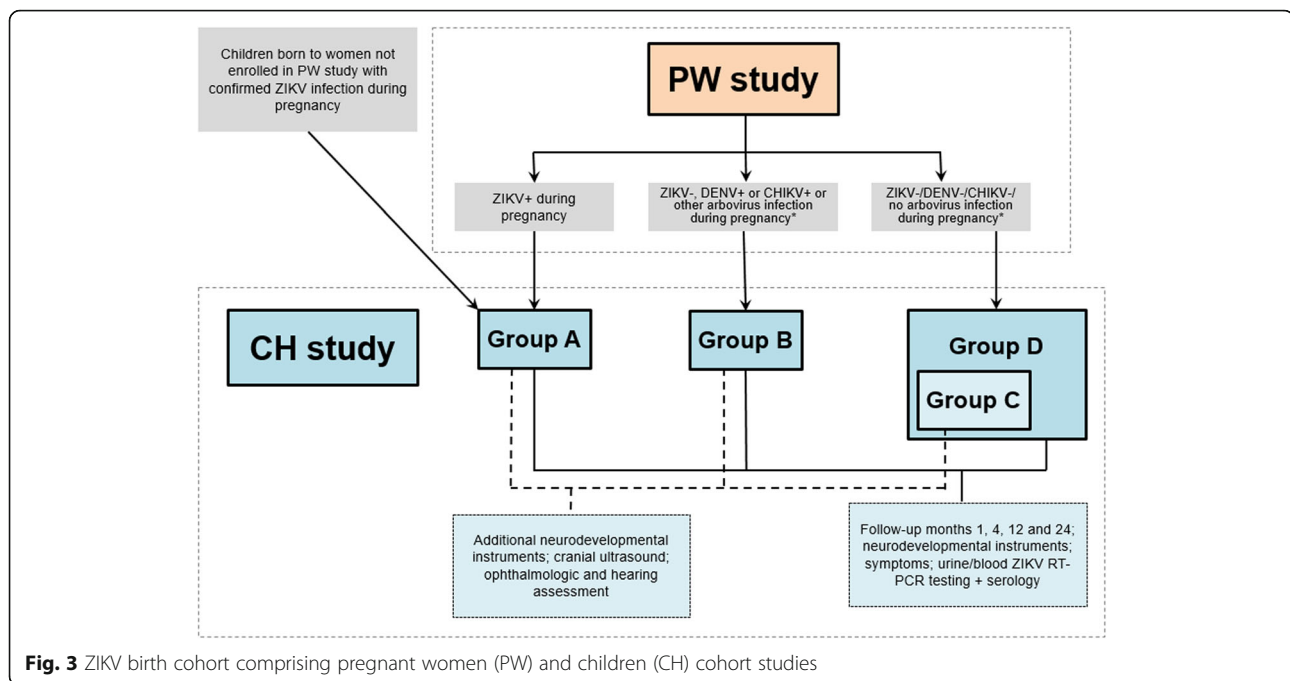 Children born to women not
enrolled in PW study with
confirmed ZIKV infection during
pregnancy
PW study
ZIKV+ during
pregnancy
ZIKV-, DENV+ or CHIKV+ or
other arbovirus infection
during pregnancy*
ZIKV-/DENV-/CHIKV-/
no arbovirus infection
during pregnancy*
CH study
Group A
Group B
Group D
Group C
Additional neurodevelopmental
instruments; cranial ultrasound;
ophthalmologic and hearing
assessment
Follow-up months 1, 4, 12 and 24;
neurodevelopmental instruments;
symptoms; urine/blood ZIKV RT-
PCR testing + serology
Fig. 3 ZIKV birth cohort comprising pregnant women (PW) and children (CH) cohort studies